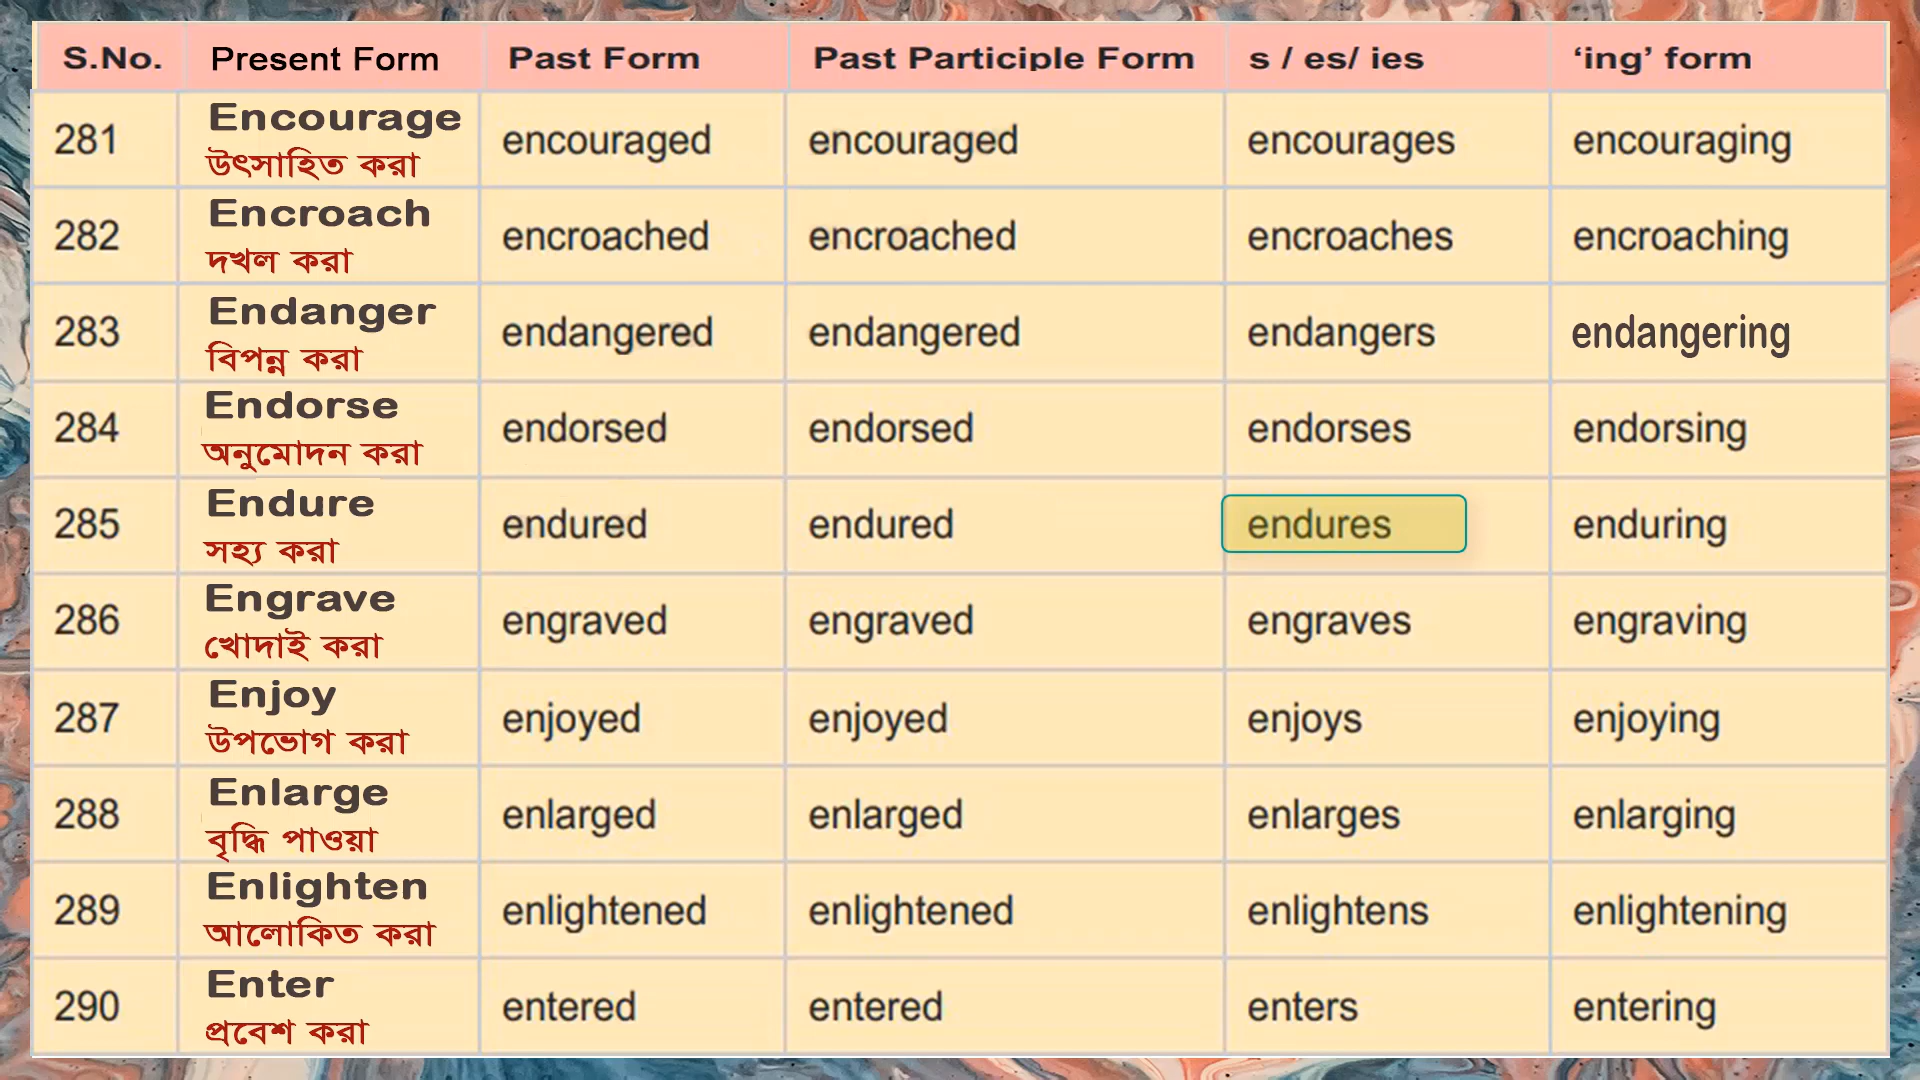 S.No. Present Form Past Form Past Participle Form s / es/ ies ‘ing’ form
281 Encourage encouraged encouraged encourages encouraging
উৎসাহিত করা
282 Encroach encroached encroached encroaches encroaching
দখল করা
283 Endanger endangered endangered endangers endangering
বিপন্ন করা
284 Endorse endorsed endorsed endorses endorsing
অনুমোদন করা
285 Endure endured endured endures enduring
সহ্য করা
286 Engrave engraved engraved engraves engraving
খোদাই করা
287 Enjoy enjoyed enjoyed enjoys enjoying
উপভোগ করা
288 Enlarge enlarged enlarged enlarges enlarging
বৃদ্ধি পাওয়া
289 Enlighten enlightened enlightened enlightens enlightening
আলোকিত করা
290 Enter entered entered enters entering
প্রবেশ করা